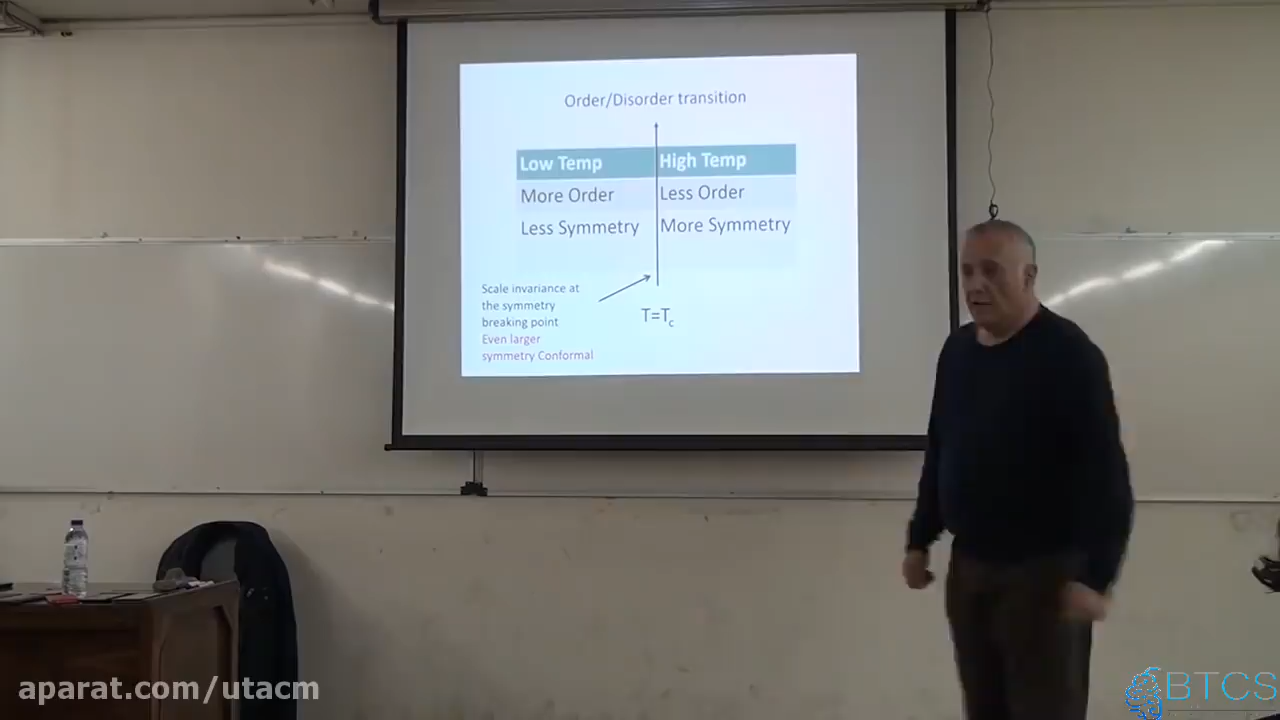 Order/Disorder transition
Low Temp High Temp
More Order Less Order
Less Symmetry More Symmetry
Scale invariance at
the symmetry
breaking point
Even larger
symmetry Conformal
T=Tc
aparat.com/utacm
BTCS